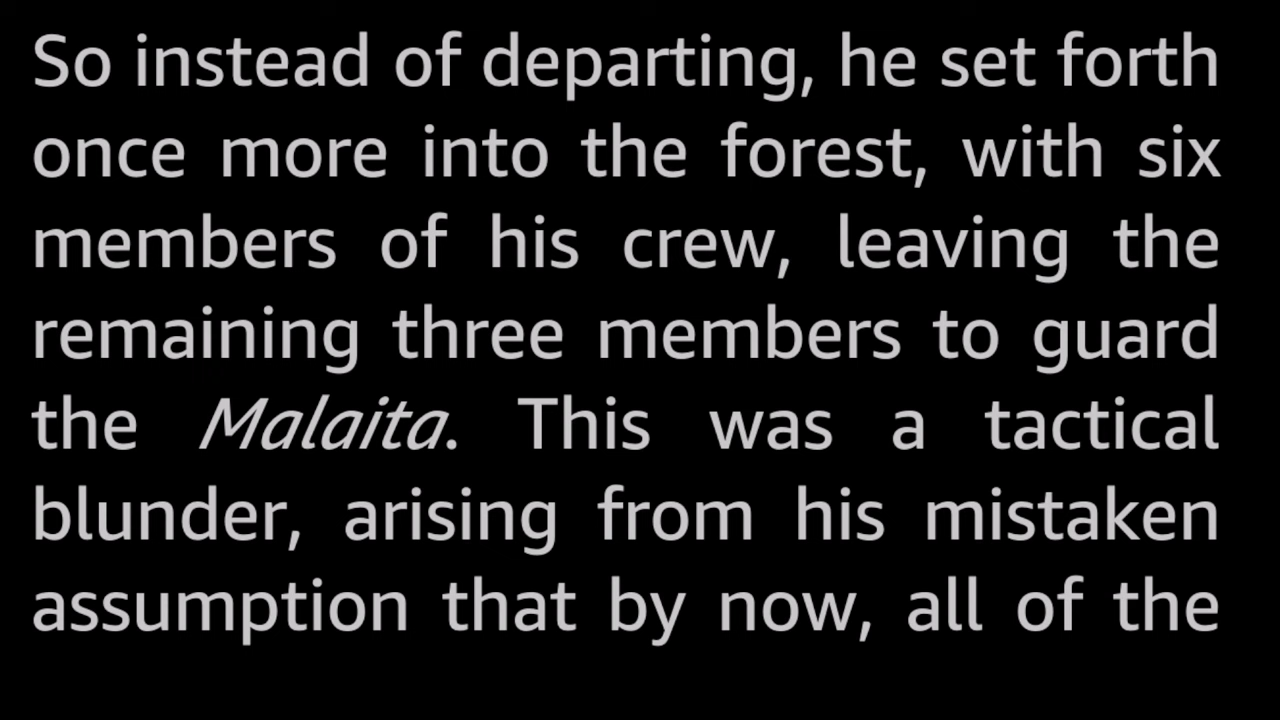 So instead of departing, he set forth
once more into the forest, with six
members of his crew, leaving the
remaining three members to guard
the Malaita. This was a tactical
blunder, arising from his mistaken
assumption that by now, all of the